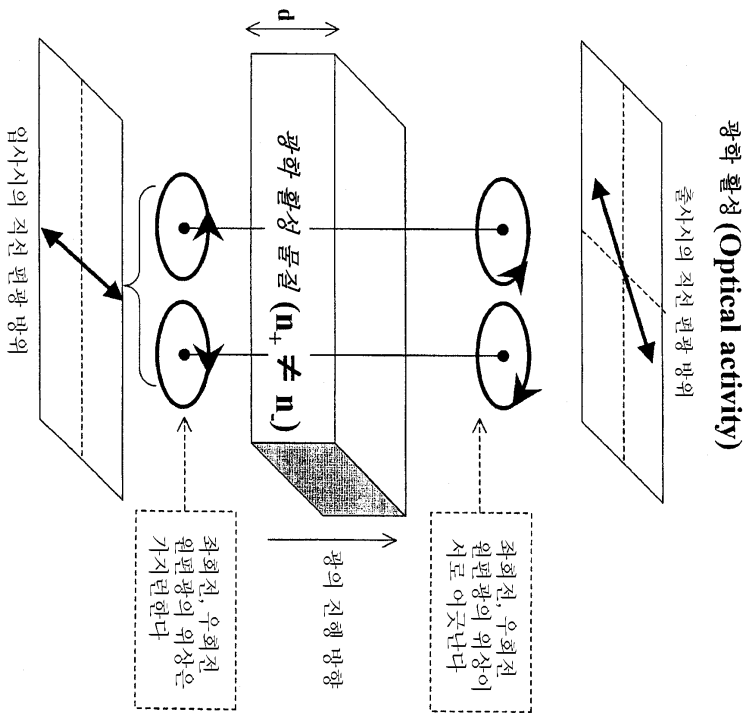 광학 활성 (Optical activity)
출사시의 직선 편광 방위
좌회전, 우회전
원편광의 위상이
서로 어긋난다
d
광학 활성 물질 (n₊ ≠ n₋)
광의 진행 방향
좌회전, 우회전
원편광의 위상은
가지런한다
입사시의 직선 편광 방위